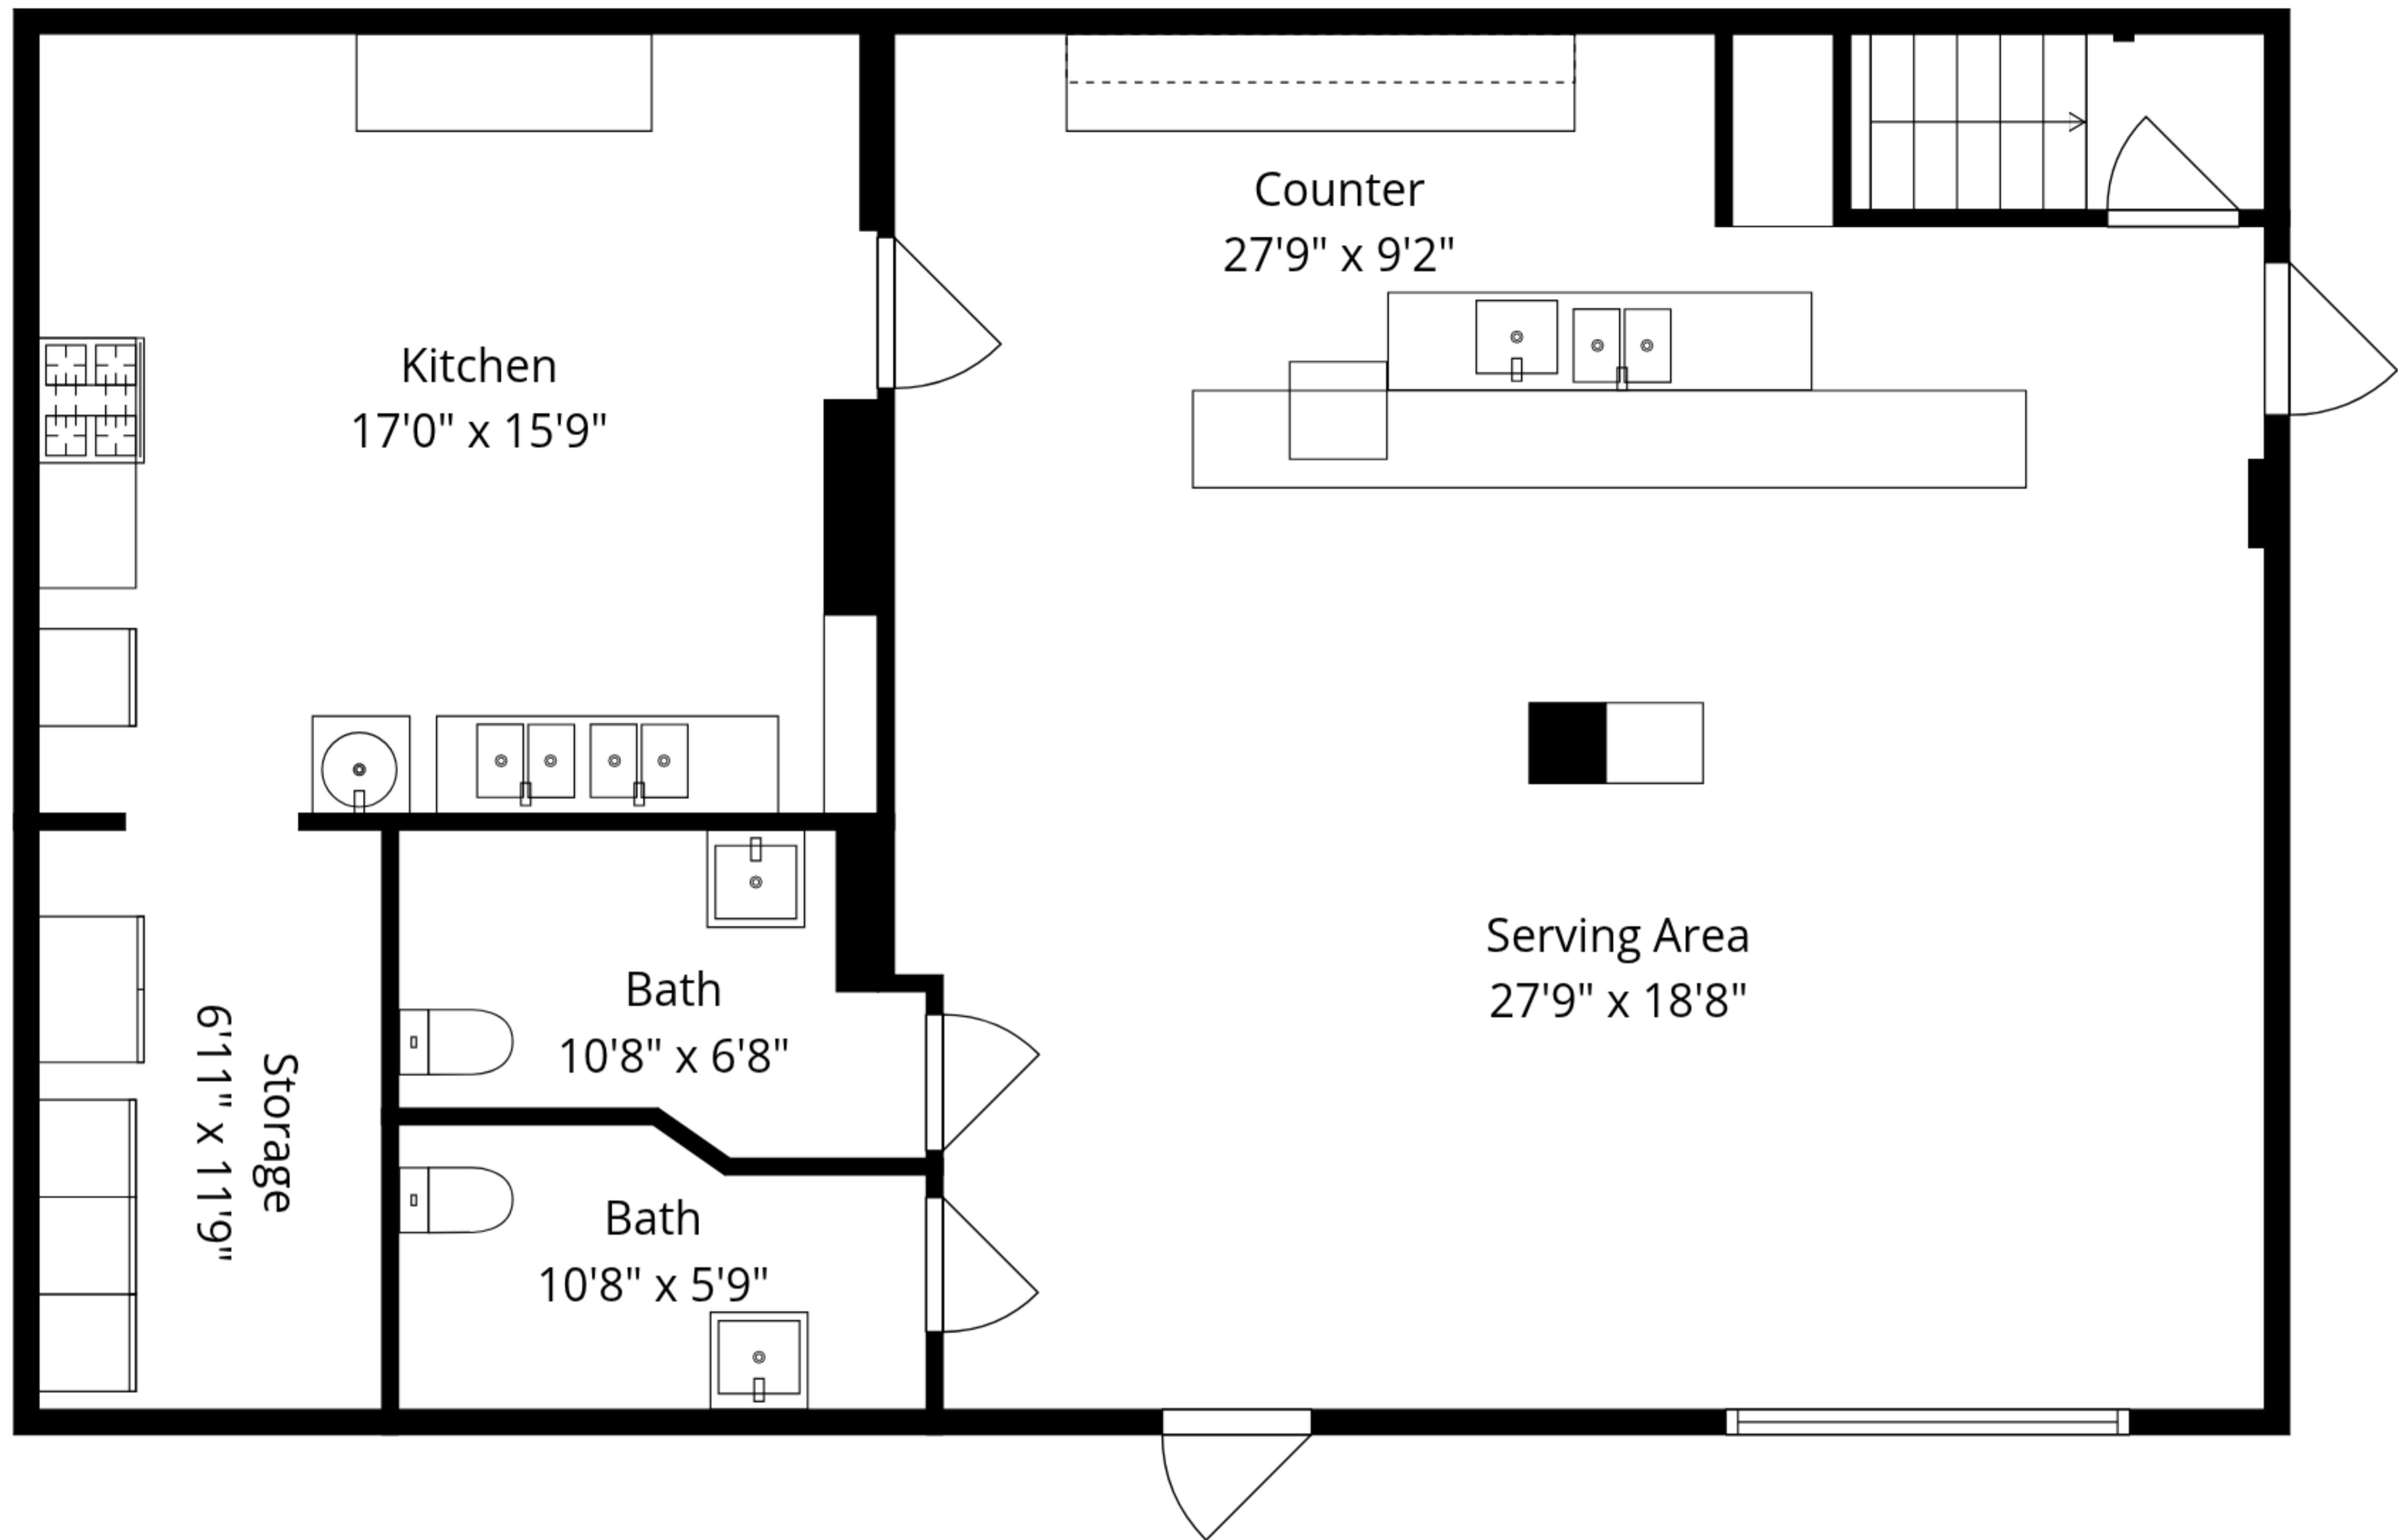 Counter
27'9" x 9'2"
Kitchen
17'0" x 15'9"
Serving Area
27'9" x 18'8"
Bath
10'8" x 6'8"
Storage
6'11" x 11'9"
Bath
10'8" x 5'9"